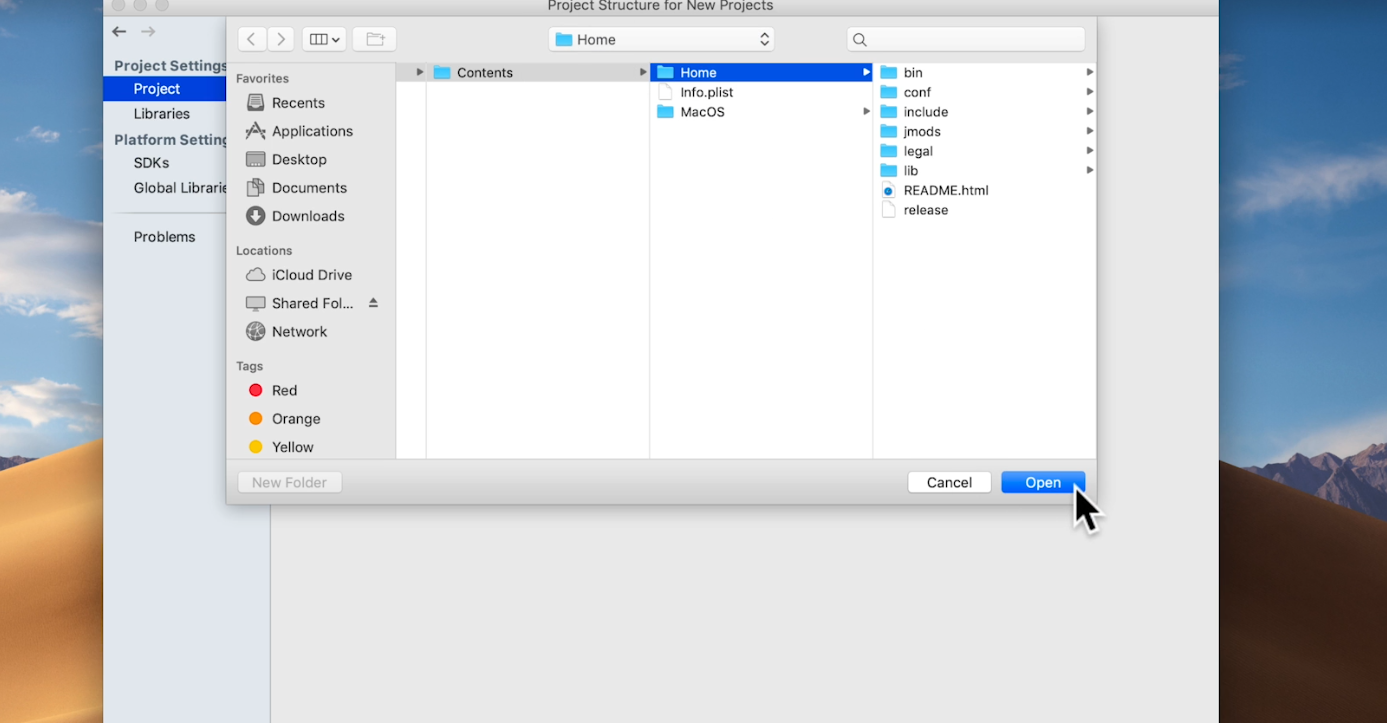 Project Structure for New Projects
Home
Project Settings
Project
Libraries
Platform Setting
SDKs
Global Librarie
Problems
Favorites
Recents
Applications
Desktop
Documents
Downloads
Locations
iCloud Drive
Shared Fol...
Network
Tags
Red
Orange
Yellow
Contents
Home
Info.plist
MacOS
bin
conf
include
jmods
legal
lib
README.html
release
New Folder
Cancel
Open